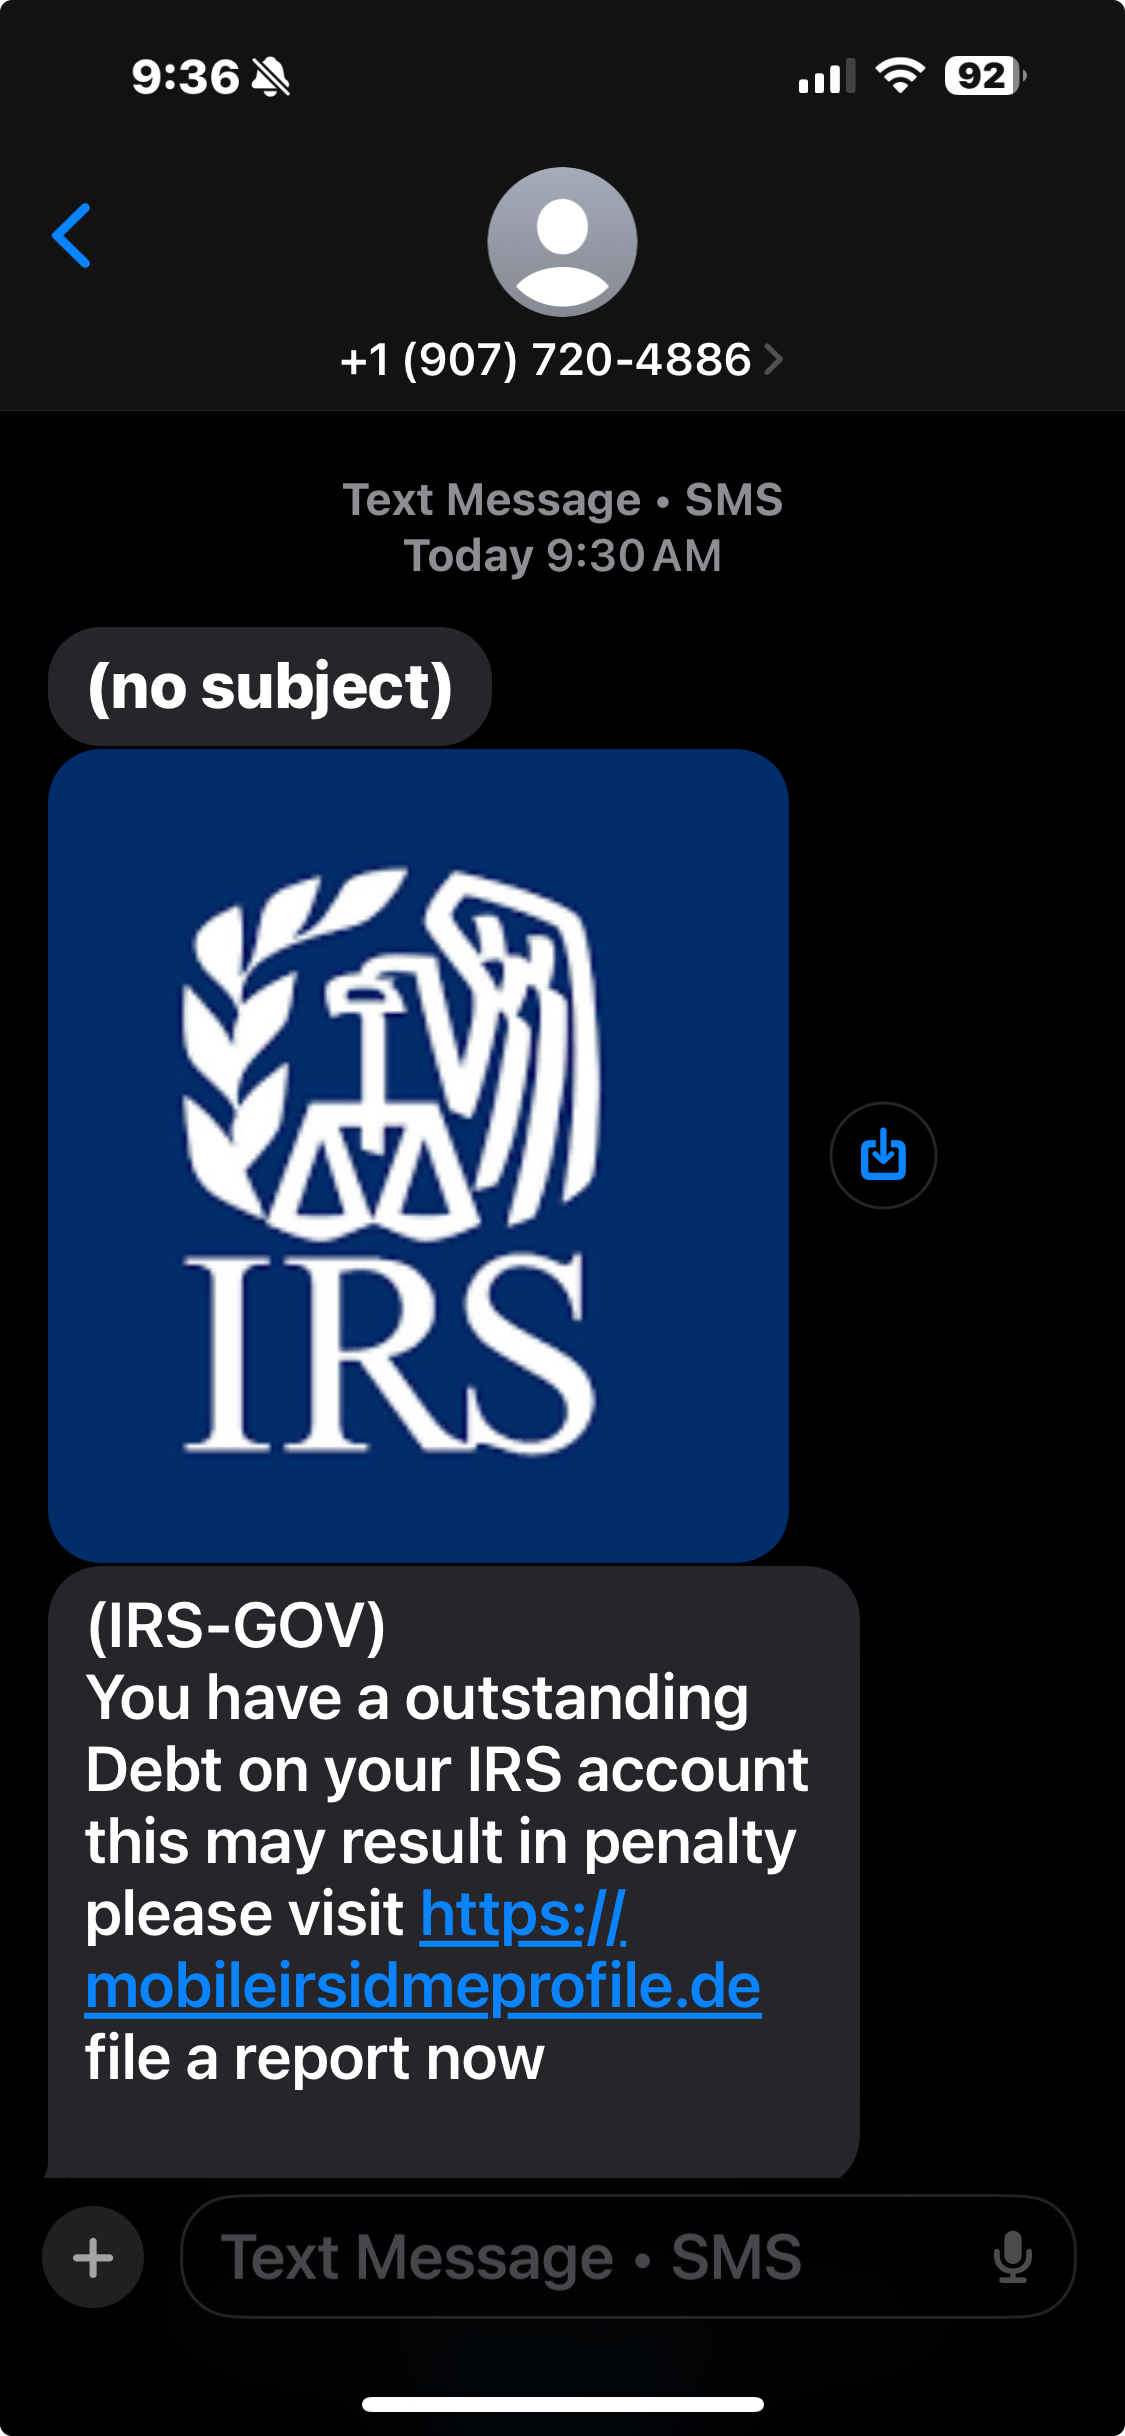 9:36
92
+1 (907) 720-4886
Text Message • SMS
Today 9:30 AM
(no subject)
IRS
(IRS-GOV)
You have a outstanding
Debt on your IRS account
this may result in penalty
please visit https://
mobileirsidmeprofile.de
file a report now
Text Message • SMS